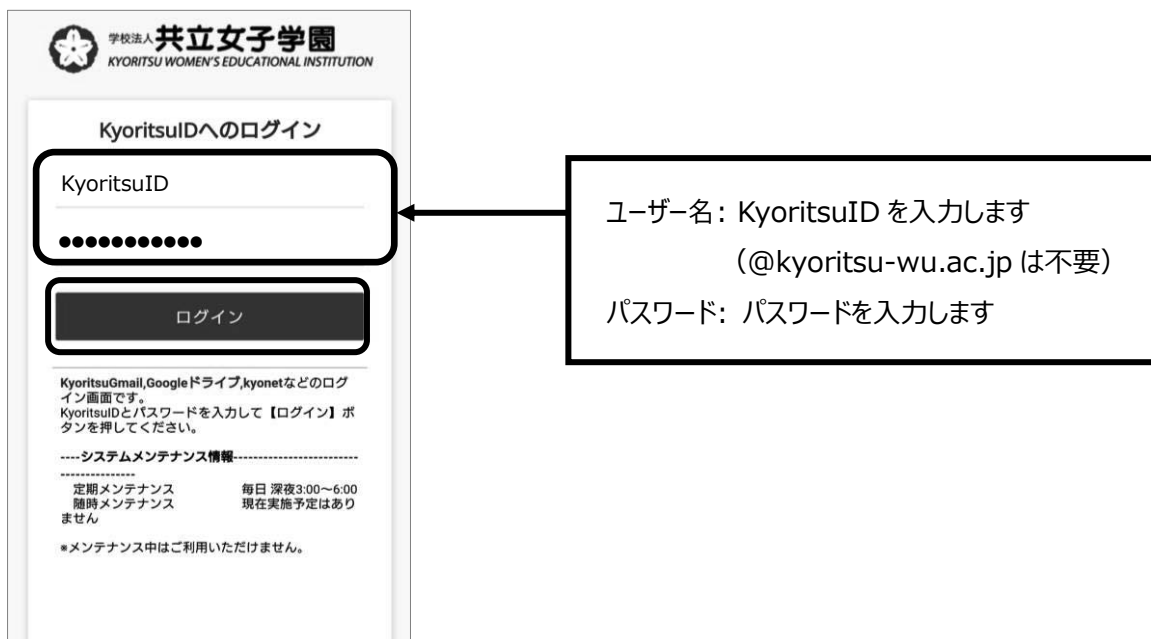 学校法人共立女子学園
KYORITSU WOMEN'S EDUCATIONAL INSTITUTION
KyoritsuIDへのログイン
KyoritsuID
●●●●●●●●●●●
ログイン
KyoritsuGmail,Googleドライブ,kyonetなどのログ
イン画面です。
KyoritsuIDとパスワードを入力して【ログイン】ボ
タンを押してください。
----システムメンテナンス情報-------------------------
---------------
定期メンテナンス 毎日 深夜3:00～6:00
随時メンテナンス 現在実施予定はあり
ません
※メンテナンス中はご利用いただけません。
ユーザー名: KyoritsuID を入力します
（@kyoritsu-wu.ac.jp は不要）
パスワード: パスワードを入力します